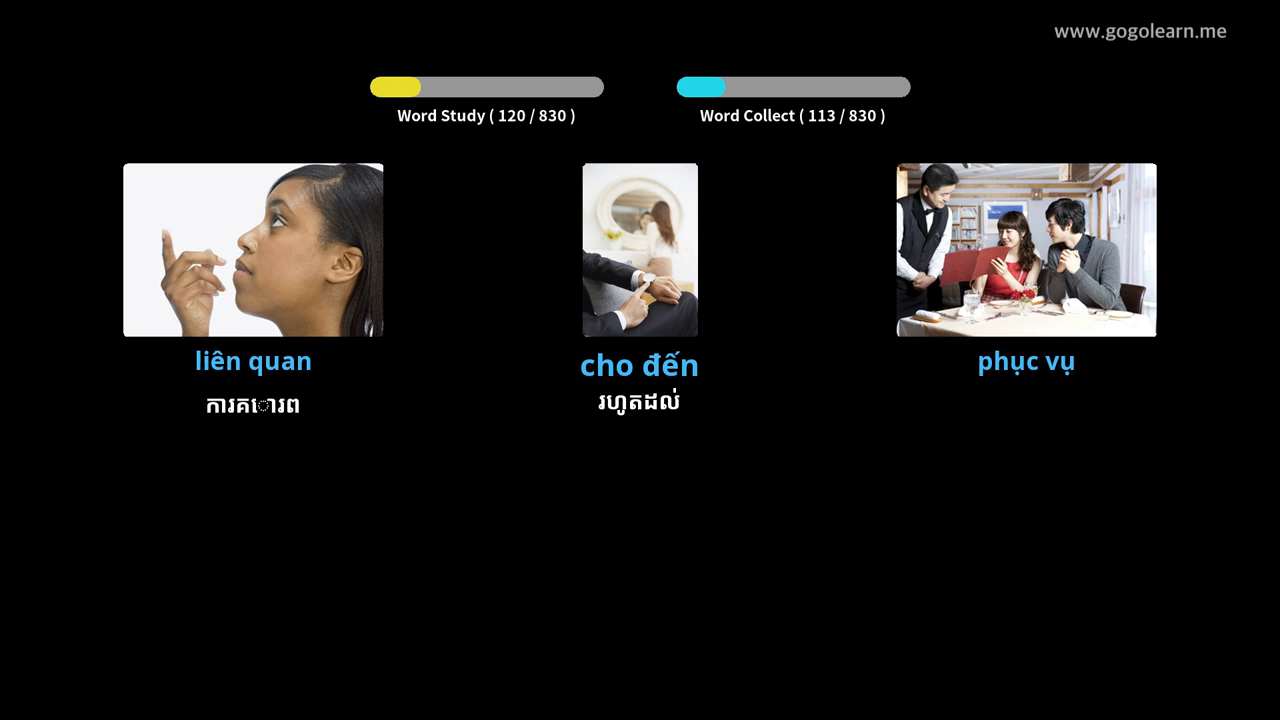 www.gogolearn.me
Word Study ( 120 / 830 )
Word Collect ( 113 / 830 )
liên quan
ការគោរព
cho đến
រហូតដល់
phục vụ